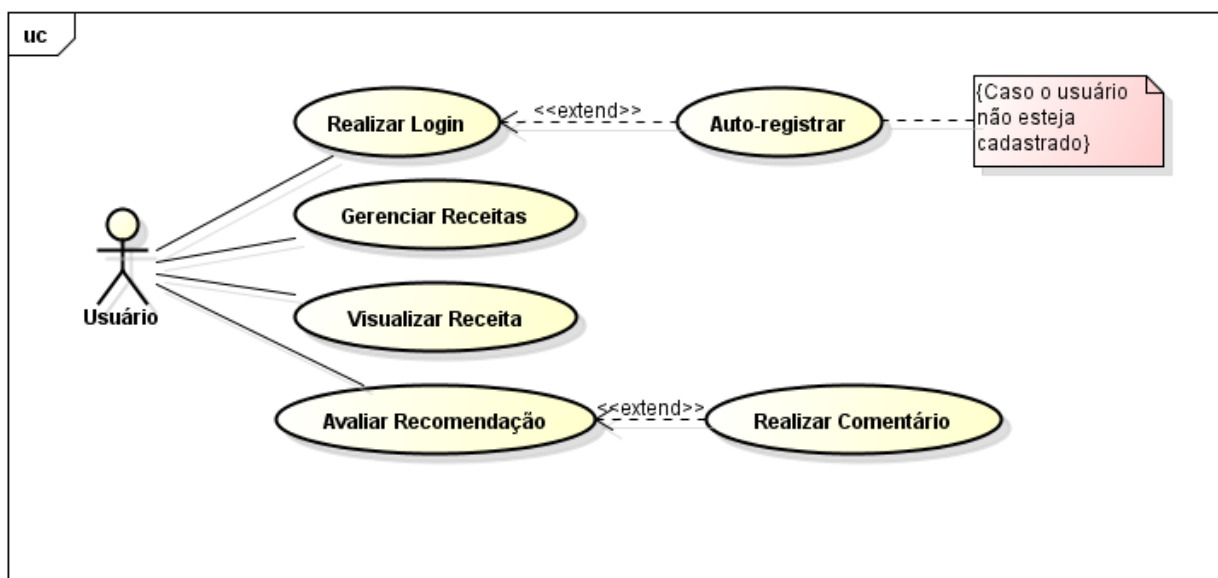 uc
Realizar Login
<<extend>>
Auto-registrar
{Caso o usuário
não esteja
cadastrado}
Gerenciar Receitas
Usuário
Visualizar Receita
Avaliar Recomendação
<<extend>>
Realizar Comentário